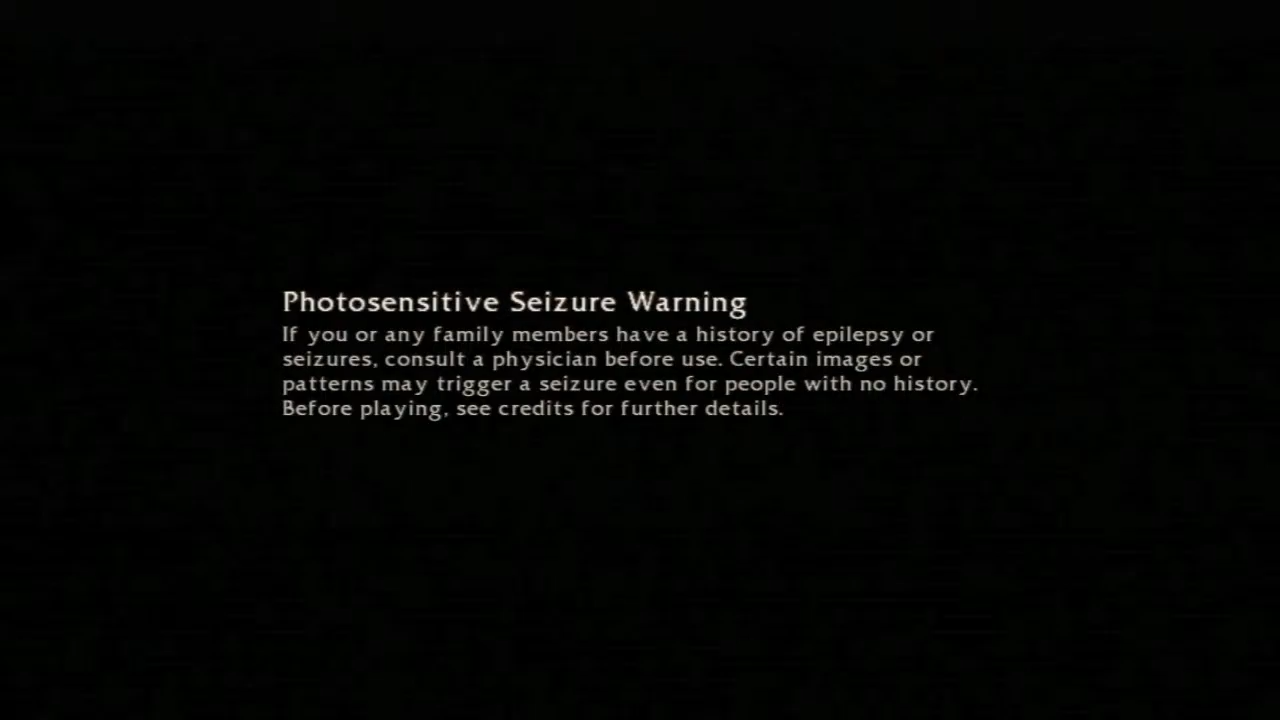 Photosensitive Seizure Warning
If you or any family members have a history of epilepsy or
seizures, consult a physician before use. Certain images or
patterns may trigger a seizure even for people with no history.
Before playing, see credits for further details.